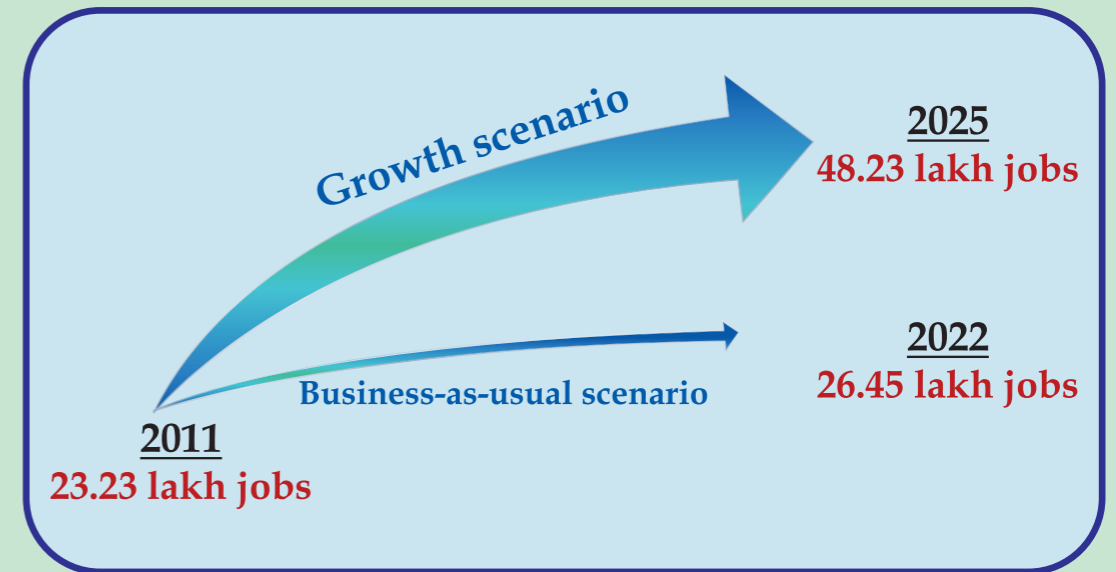 Growth scenario
2025
48.23 lakh jobs
2022
26.45 lakh jobs
Business-as-usual scenario
2011
23.23 lakh jobs